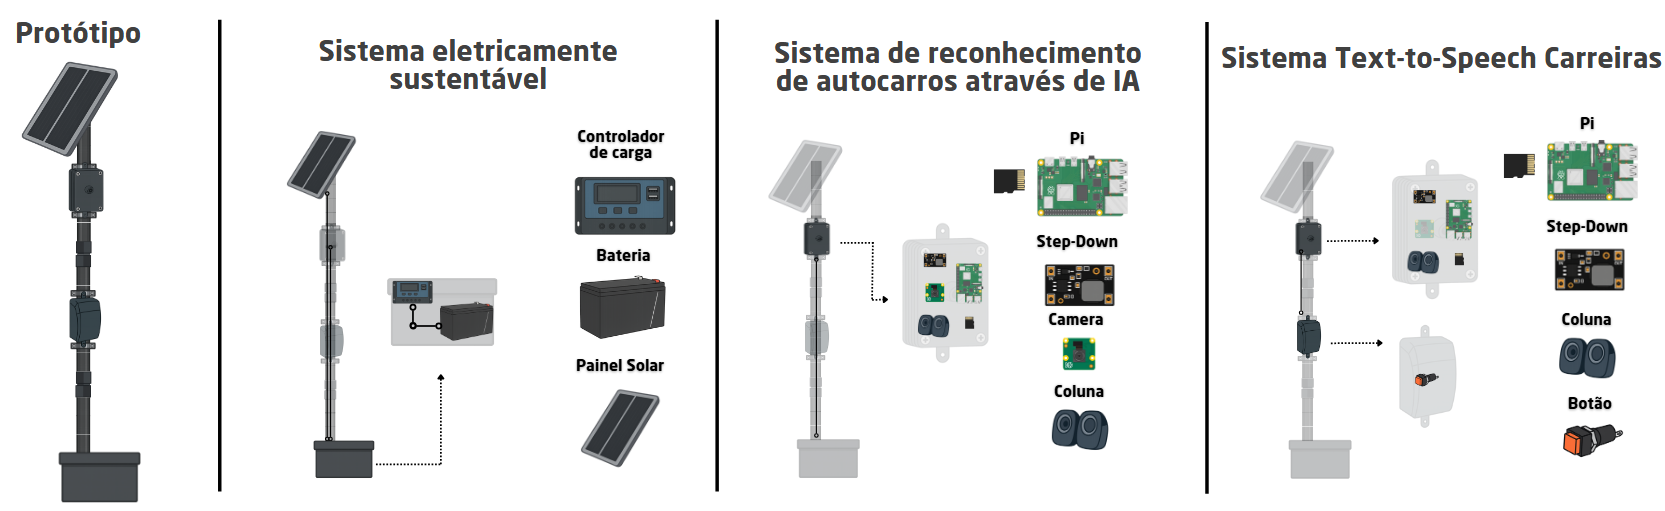 Protótipo
Sistema eletricamente
sustentável
Controlador
de carga
Bateria
Painel Solar
Sistema de reconhecimento
de autocarros através de IA
Pi
Step-Down
Camera
Coluna
Sistema Text-to-Speech Carreiras
Pi
Step-Down
Coluna
Botão